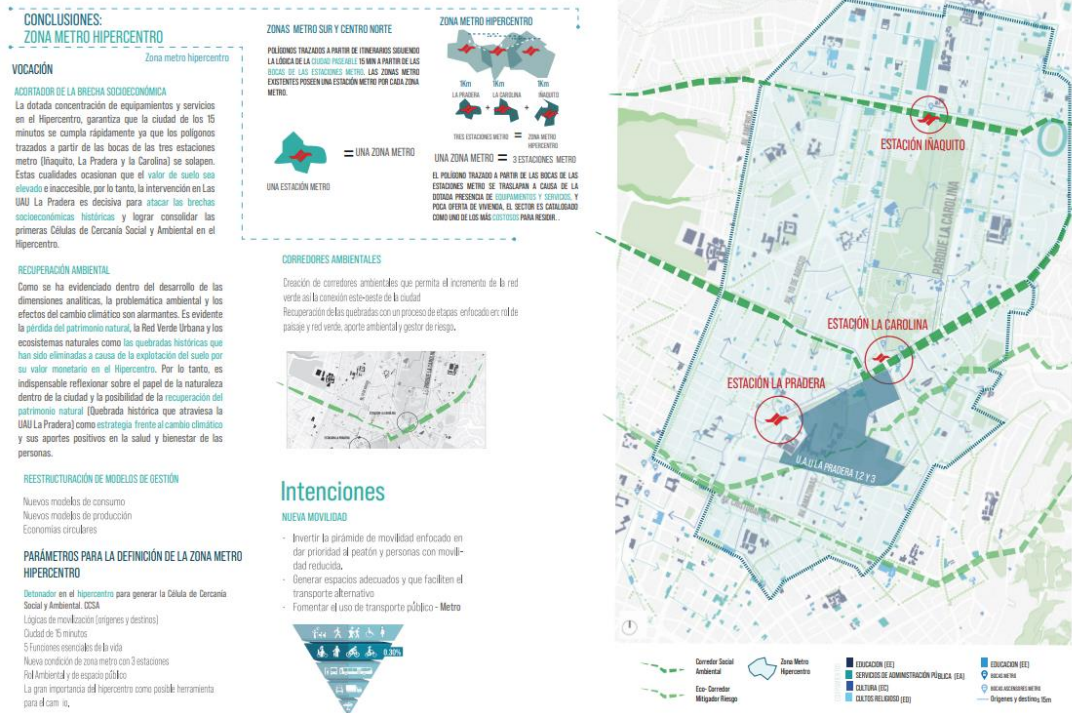 CONCLUSIONES:
ZONA METRO HIPERCENTRO
Zona metro hipercentro
VOCACIÓN
ACORTADOR DE LA BRECHA SOCIOECONÓMICA
La dotada concentración de equipamientos y servicios
en el Hipercentro, garantiza que la ciudad de los 15
minutos se cumpla rápidamente ya que los polígonos
trazados a partir de las bocas de las tres estaciones
metro (Iñaquito, La Pradera y la Carolina) se solapen.
Estas cualidades ocasionan que el valor de suelo sea
elevado e inaccesible, por lo tanto, la intervención en Las
UAU La Pradera es decisiva para atacar las brechas
socioeconómicas históricas y lograr consolidar las
primeras Células de Cercanía Social y Ambiental en el
Hipercentro.
RECUPERACIÓN AMBIENTAL
Como se ha evidenciado dentro del desarrollo de las
dimensiones analíticas, la problemática ambiental y los
efectos del cambio climático son alarmantes. Es evidente
la pérdida del patrimonio natural, la Red Verde Urbana y los
ecosistemas naturales como las quebradas históricas que
han sido eliminadas a causa de la explotación del suelo por
su valor monetario en el Hipercentro. Por lo tanto, es
indispensable reflexionar sobre el papel de la naturaleza
dentro de la ciudad y la posibilidad de la recuperación del
patrimonio natural (Quebrada histórica que atraviesa la
UAU La Pradera) como estrategia frente al cambio climático
y sus aportes positivos en la salud y bienestar de las
personas.
REESTRUCTURACIÓN DE MODELOS DE GESTIÓN
Nuevos modelos de consumo
Nuevos modelos de producción
Economías circulares
PARÁMETROS PARA LA DEFINICIÓN DE LA ZONA METRO
HIPERCENTRO
Detonador en el hipercentro para generar la Célula de Cercanía
Social y Ambiental. CCSA
Lógicas de movilización (orígenes y destinos)
Ciudad de 15 minutos
5 Funciones esenciales de la vida
Nueva condición de zona metro con 3 estaciones
Rol Ambiental y de espacio público
La gran importancia del hipercentro como posible herramienta
para el
ZONAS METRO SUR Y CENTRO NORTE
POLÍGONOS TRAZADOS A PARTIR DE ITINERARIOS SIGUIENDO
LA LÓGICA DE LA CIUDAD PASEABLE 15 MIN A PARTIR DE LAS
BOCAS DE LAS ESTACIONES METRO. LAS ZONAS METRO
EXISTENTES POSEEN UNA ESTACIÓN METRO POR CADA ZONA
METRO.
= UNA ZONA METRO
UNA ESTACIÓN METRO
ZONA METRO HIPERCENTRO
1Km 1Km 1Km
LA PRADERA LA CAROLINA IÑAQUITO
+ +
TRES ESTACIONES METRO = ZONA METRO
HIPERCENTRO
UNA ZONA METRO = 3 ESTACIONES METRO
EL POLÍGONO TRAZADO A PARTIR DE LAS BOCAS DE LAS
ESTACIONES METRO SE TRASLAPAN A CAUSA DE LA
DOTADA PRESENCIA DE EQUIPAMIENTOS Y SERVICIOS, Y
POCA OFERTA DE VIVIENDA, EL SECTOR ES CATALOGADO
COMO UNO DE LOS MÁS COSTOSOS PARA RESIDIR. .
CORREDORES AMBIENTALES
Creación de corredores ambientales que permita el incremento de la red
verde así la conexión este-oeste de la ciudad
Recuperación de las quebradas con un proceso de etapas enfocado en: rol de
paisaje y red verde, aporte ambiental y gestor de riesgo.
Intenciones
NUEVA MOVILIDAD
- Invertir la pirámide de movilidad enfocado en
dar prioridad al peatón y personas con movili-
dad reducida.
- Generar espacios adecuados y que faciliten el
transporte alternativo
- Fomentar el uso de transporte público - Metro
0.30%
ESTACIÓN IÑAQUITO
PARQUE LA CAROLINA
AV. AMÉRICA
AV. 10 DE AGOSTO
ESTACIÓN LA CAROLINA
ESTACIÓN LA PRADERA
U.A.U LA PRADERA 1,2 Y 3
AV. AMAZONAS
Corredor Social
Ambiental
Eco- Corredor
Mitigador Riesgo
Zona Metro
Hipercentro
EDUCACION (EE)
SERVICIOS DE ADMINISTRACIÓN PÚBLICA (EA)
CULTURA (EC)
CULTOS RELIGIOSO (ED)
EDUCACION (EE)
BOCAS METRO
BOCAS ASCENSORES METRO
Orígenes y destinos 15m